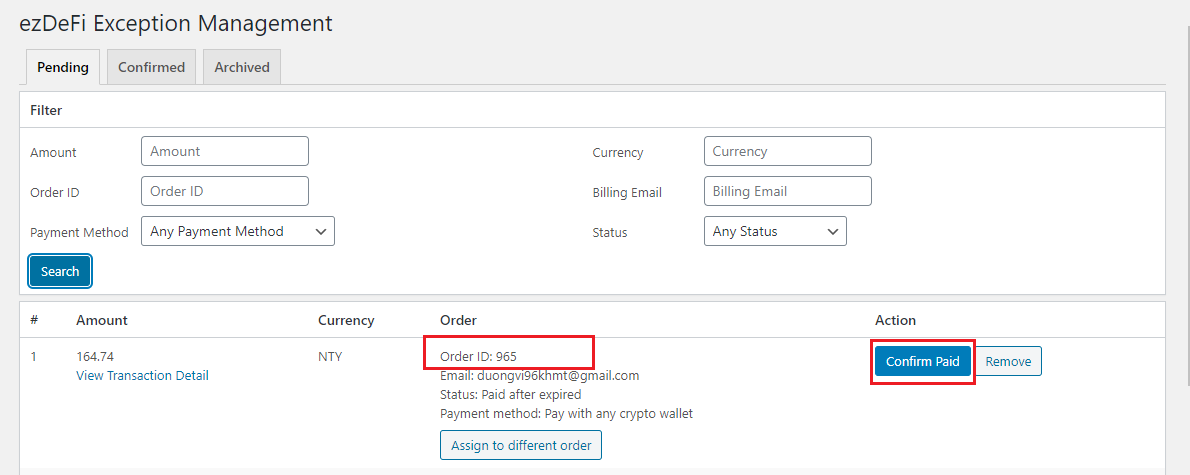 ezDeFi Exception Management
Pending Confirmed Archived
Filter
Amount Amount Currency Currency
Order ID Order ID Billing Email Billing Email
Payment Method Any Payment Method Status Any Status
Search
# Amount Currency Order Action
1 164.74 NTY Order ID: 965 Confirm Paid Remove
View Transaction Detail Email: duongvi96khmt@gmail.com
Status: Paid after expired
Payment method: Pay with any crypto wallet
Assign to different order